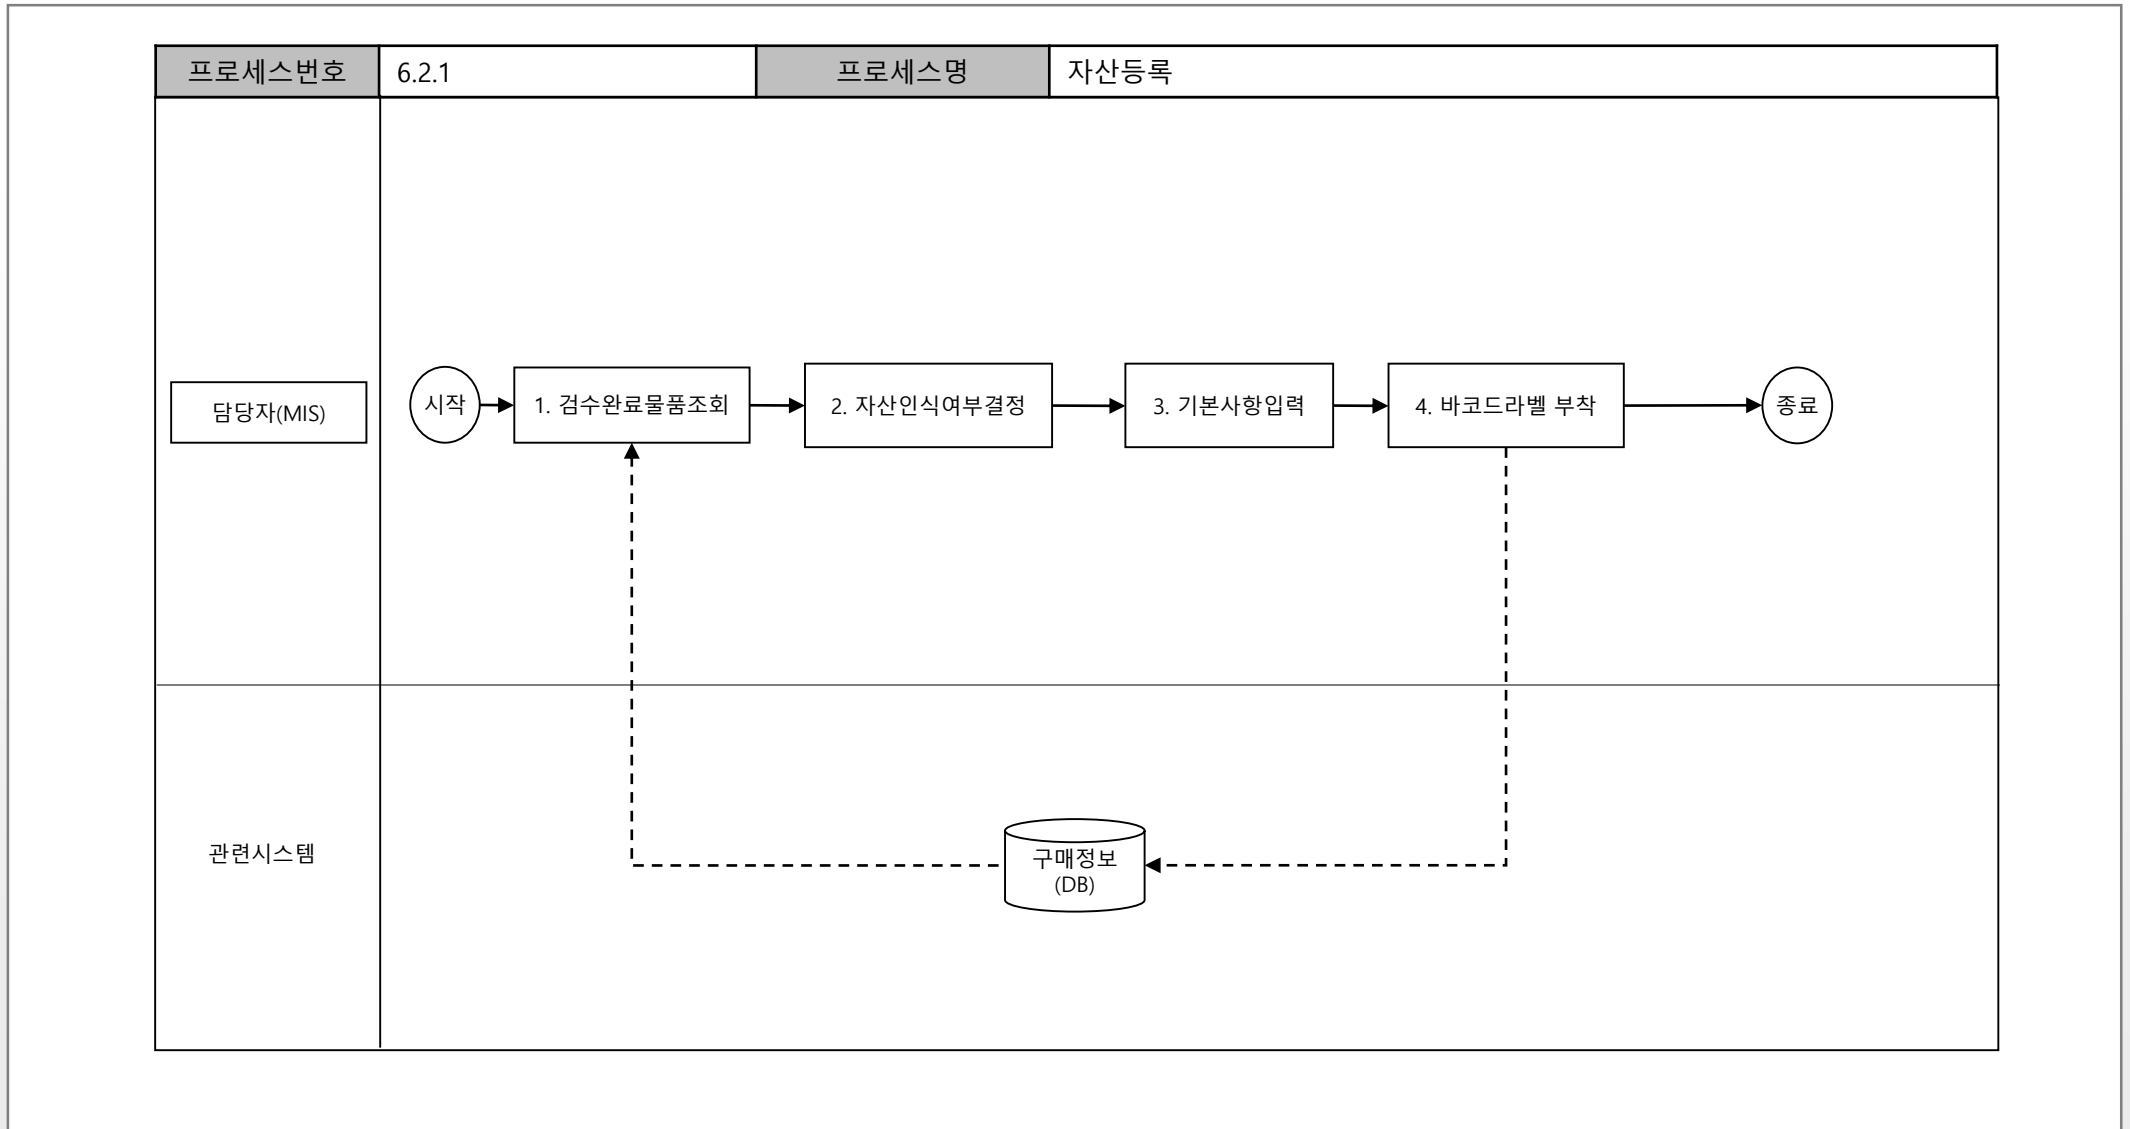 프로세스번호
6.2.1
프로세스명
자산등록
담당자(MIS)
시작
1. 검수완료물품조회
2. 자산인식여부결정
3. 기본사항입력
4. 바코드라벨 부착
종료
관련시스템
구매정보
(DB)